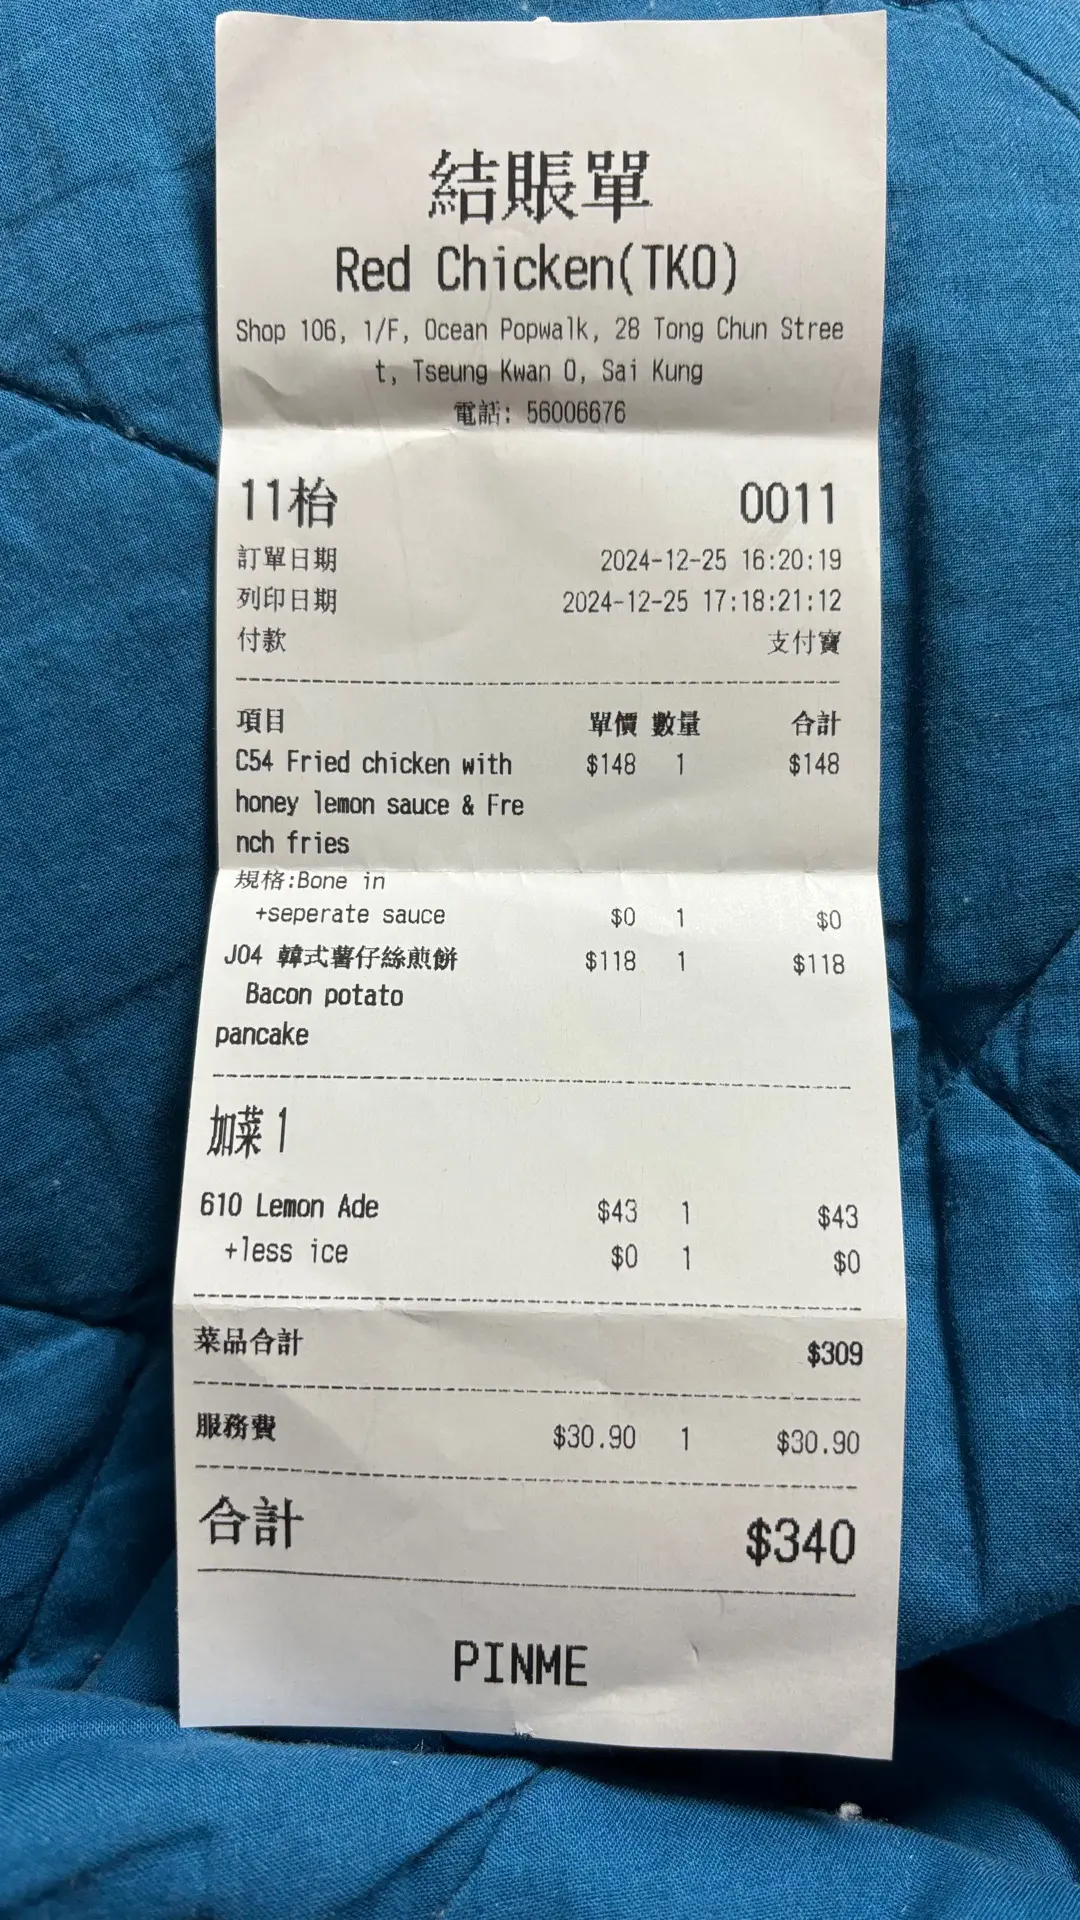 結賬單
Red Chicken(TKO)
Shop 106, 1/F, Ocean Popwalk, 28 Tong Chun Stree
t, Tseung Kwan O, Sai Kung
電話: 56006676
11枱 0011
訂單日期 2024-12-25 16:20:19
列印日期 2024-12-25 17:18:21:12
付款 支付寶
項目 單價 數量 合計
C54 Fried chicken with $148 1 $148
honey lemon sauce & Fre
nch fries
規格:Bone in
+seperate sauce $0 1 $0
J04 韓式薯仔絲煎餅 $118 1 $118
Bacon potato
pancake
加菜 1
610 Lemon Ade $43 1 $43
+less ice $0 1 $0
菜品合計 $309
服務費 $30.90 1 $30.90
合計 $340
PINME